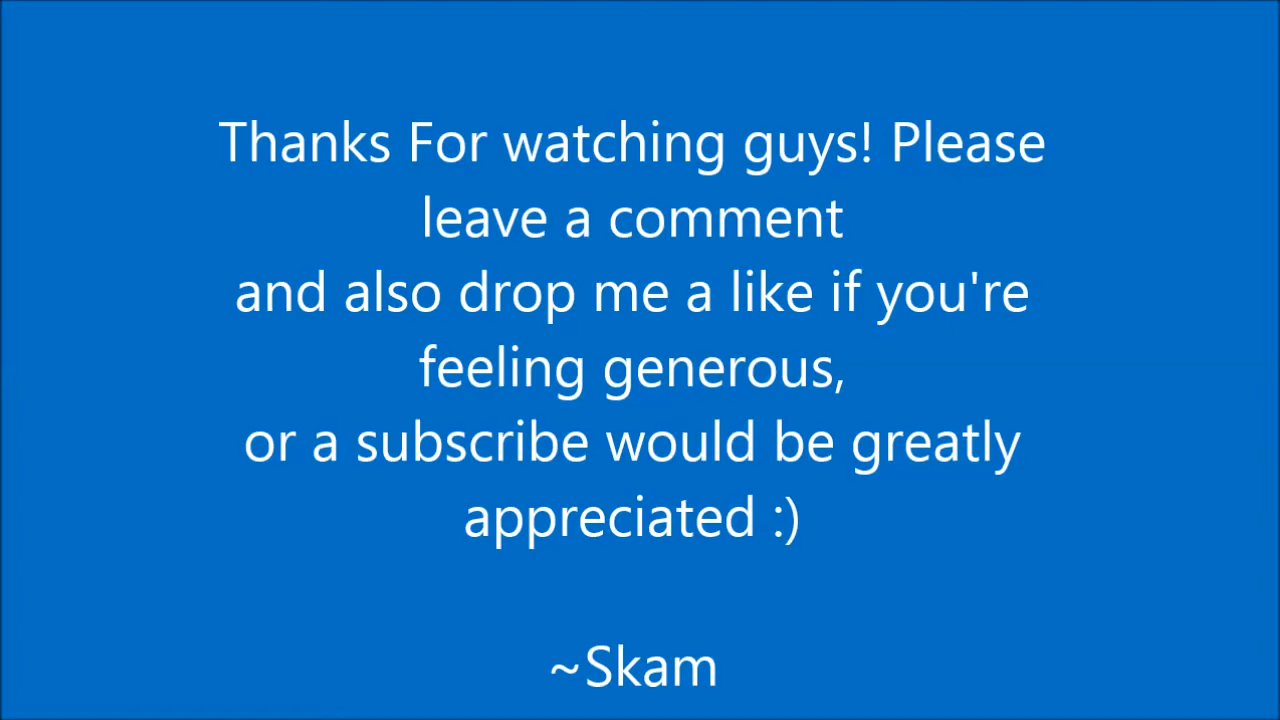 Thanks For watching guys! Please
leave a comment
and also drop me a like if you're
feeling generous,
or a subscribe would be greatly
appreciated :)
~Skam